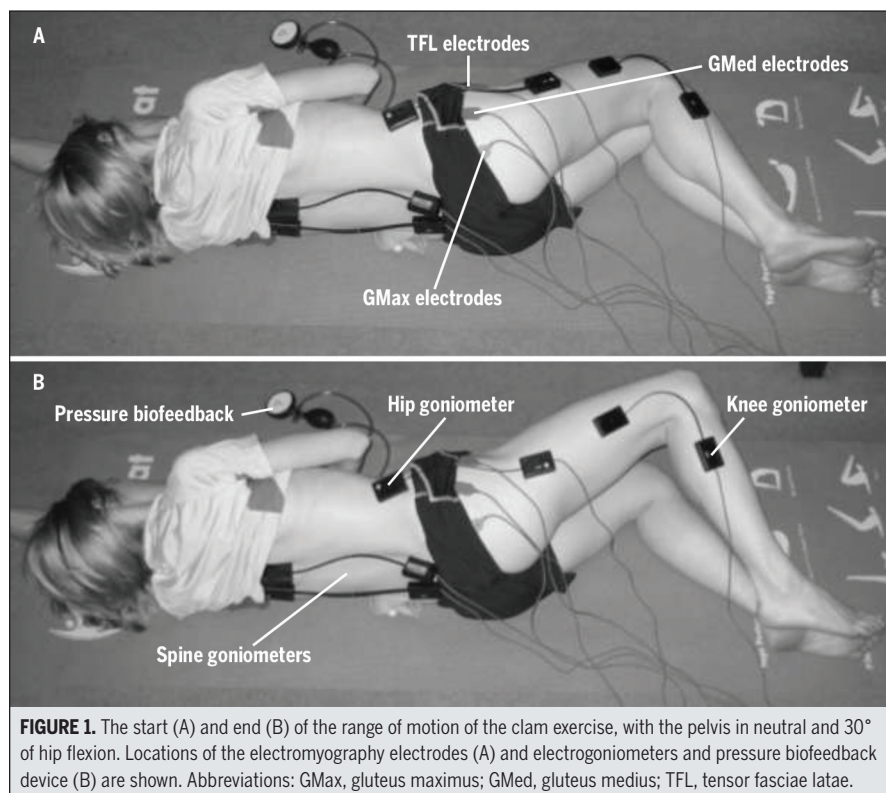 A
TFL electrodes
GMed electrodes
at
GMax electrodes
B
Pressure biofeedback
Hip goniometer
Knee goniometer
at
Spine goniometers
FIGURE 1. The start (A) and end (B) of the range of motion of the clam exercise, with the pelvis in neutral and 30°
of hip flexion. Locations of the electromyography electrodes (A) and electrogoniometers and pressure biofeedback
device (B) are shown. Abbreviations: GMax, gluteus maximus; GMed, gluteus medius; TFL, tensor fasciae latae.